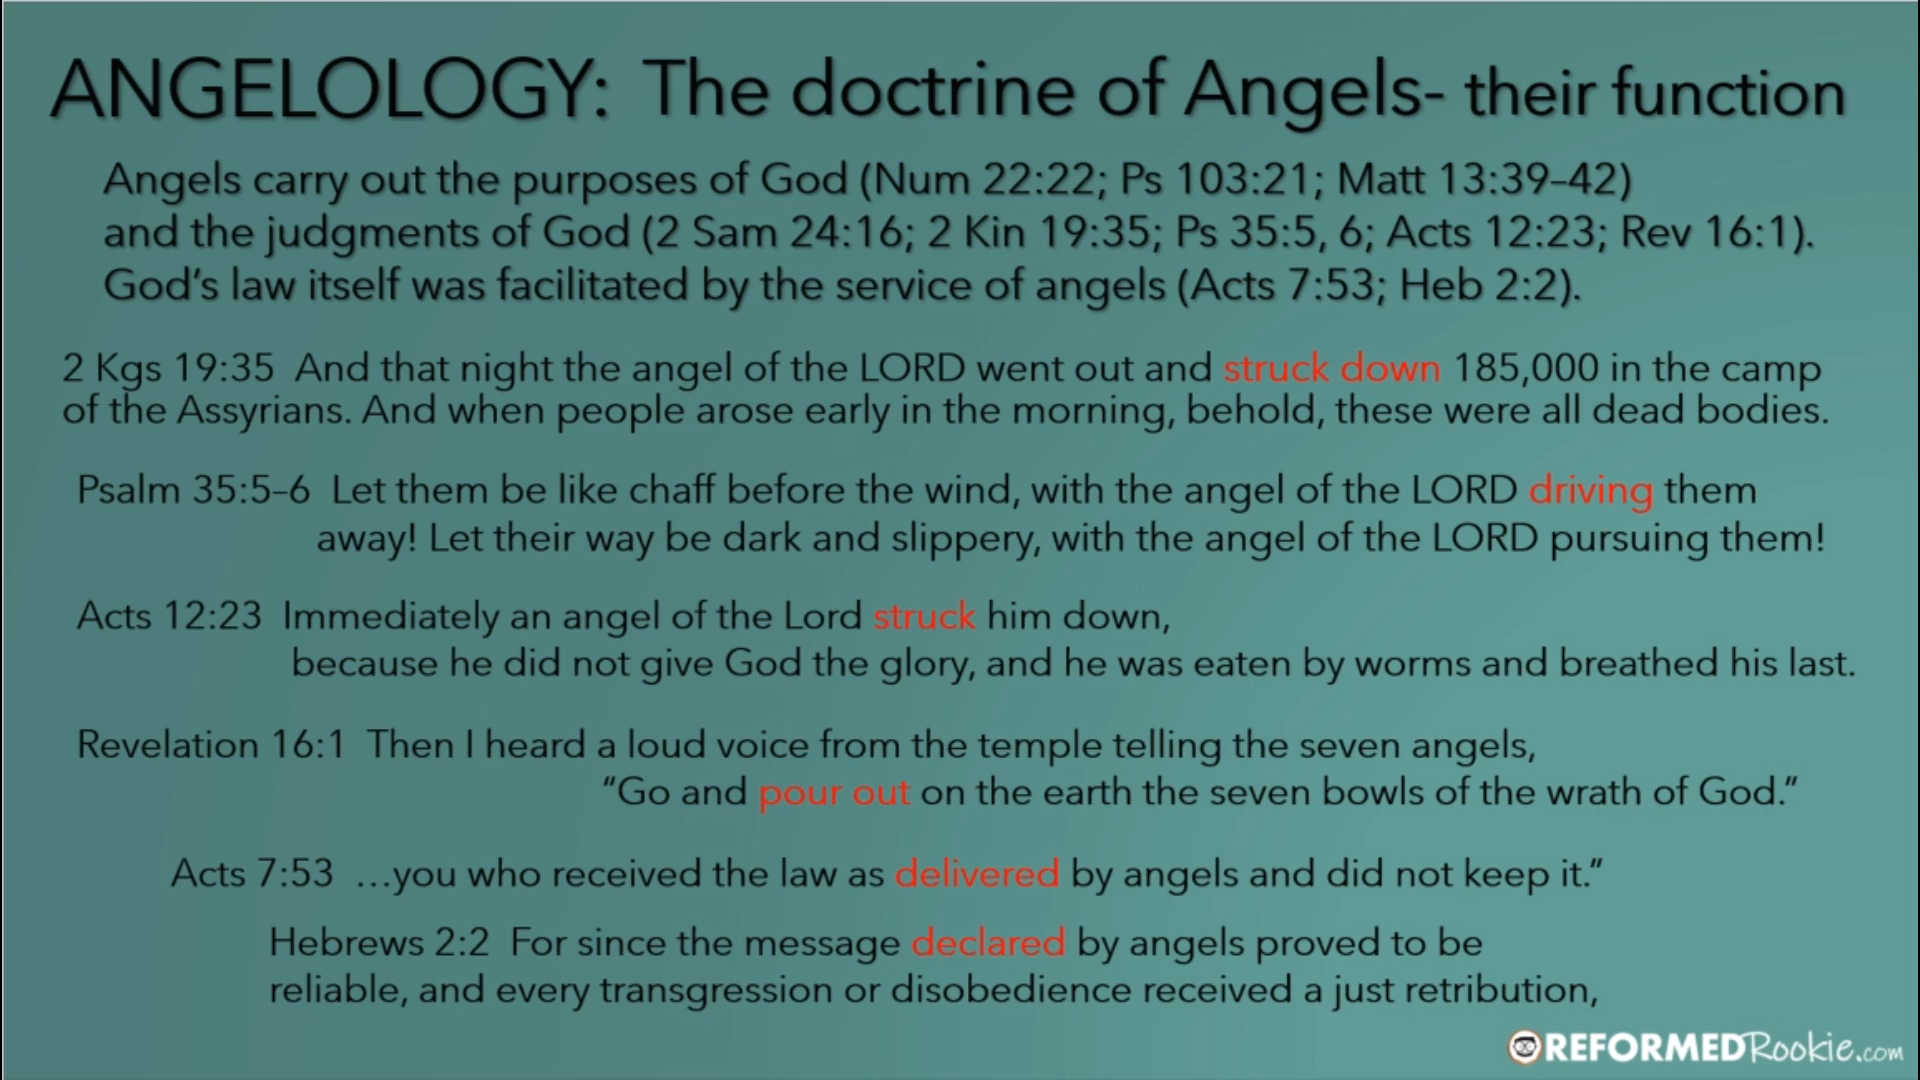 ANGELOLOGY: The doctrine of Angels- their function
Angels carry out the purposes of God (Num 22:22; Ps 103:21; Matt 13:39–42)
and the judgments of God (2 Sam 24:16; 2 Kin 19:35; Ps 35:5, 6; Acts 12:23; Rev 16:1).
God’s law itself was facilitated by the service of angels (Acts 7:53; Heb 2:2).
2 Kgs 19:35 And that night the angel of the LORD went out and struck down 185,000 in the camp
of the Assyrians. And when people arose early in the morning, behold, these were all dead bodies.
Psalm 35:5–6 Let them be like chaff before the wind, with the angel of the LORD driving them
away! Let their way be dark and slippery, with the angel of the LORD pursuing them!
Acts 12:23 Immediately an angel of the Lord struck him down,
because he did not give God the glory, and he was eaten by worms and breathed his last.
Revelation 16:1 Then I heard a loud voice from the temple telling the seven angels,
“Go and pour out on the earth the seven bowls of the wrath of God.”
Acts 7:53 …you who received the law as delivered by angels and did not keep it.”
Hebrews 2:2 For since the message declared by angels proved to be
reliable, and every transgression or disobedience received a just retribution,
REFORMEDRookie.com